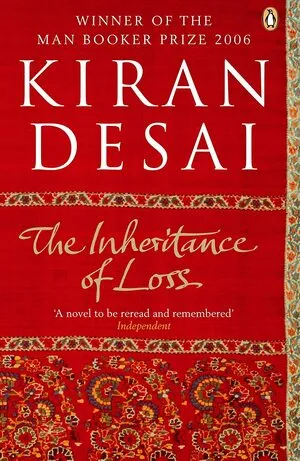 WINNER OF THE
MAN BOOKER PRIZE 2006
KIRAN
DESAI
The Inheritance
of Loss
‘A novel to be reread and remembered’
Independent